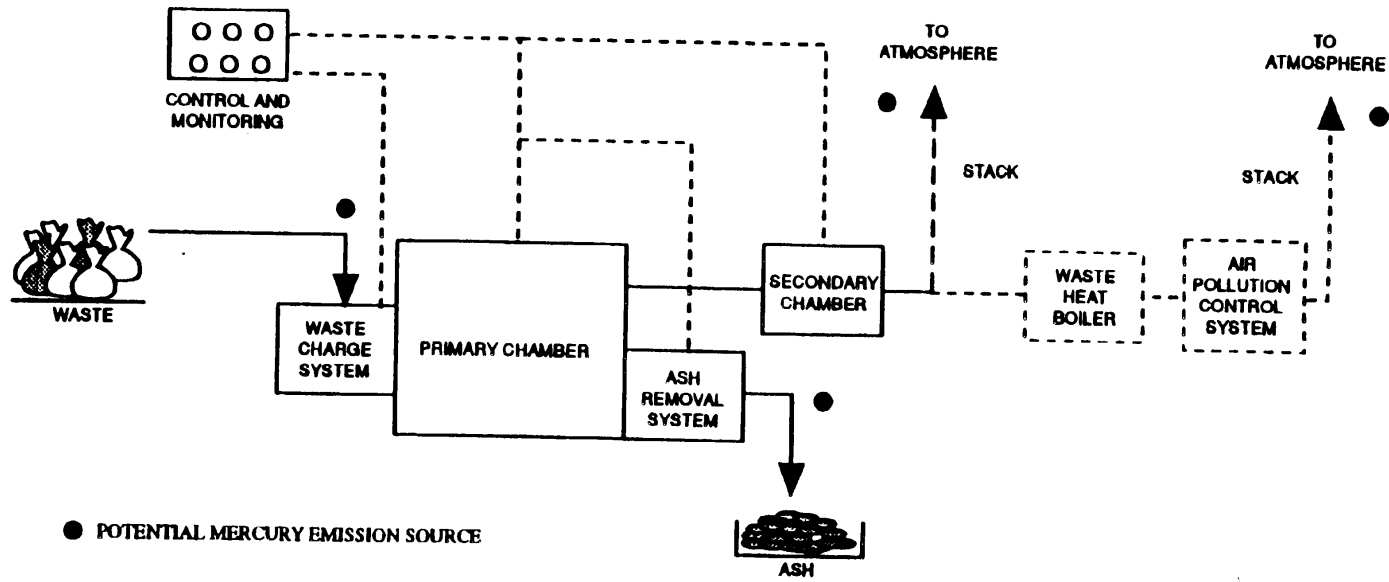 CONTROL AND
MONITORING
TO
ATMOSPHERE
TO
ATMOSPHERE
STACK
STACK
WASTE
WASTE
CHARGE
SYSTEM
PRIMARY CHAMBER
SECONDARY
CHAMBER
WASTE
HEAT
BOILER
AIR
POLLUTION
CONTROL
SYSTEM
ASH
REMOVAL
SYSTEM
POTENTIAL MERCURY EMISSION SOURCE
ASH